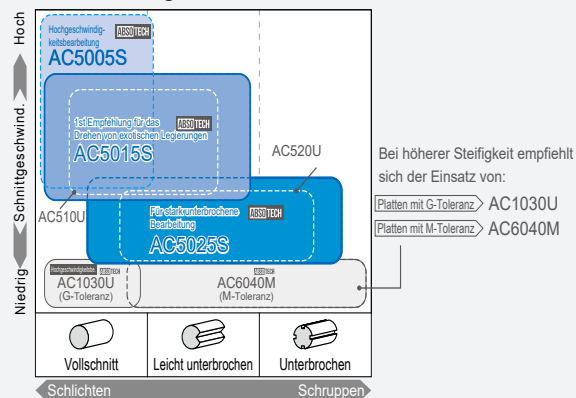 Hoch
Schnittgeschwind.
Niedrig
Hochgeschwindig-
keitsbearbeitung
ABSOTECH
AC5005S
1st Empfehlung für das
Drehen von exotischen Legierungen
ABSOTECH
AC5015S
AC520U
AC510U
Für stark unterbrochene
Bearbeitung
ABSOTECH
AC5025S
ABSOTECH
AC1030U
(G-Toleranz)
ABSOTECH
AC6040M
(M-Toleranz)
Bei höherer Steifigkeit empfiehlt
sich der Einsatz von:
Platten mit G-Toleranz AC1030U
Platten mit M-Toleranz AC6040M
Vollschnitt
Leicht unterbrochen
Unterbrochen
Schlichten
Schruppen